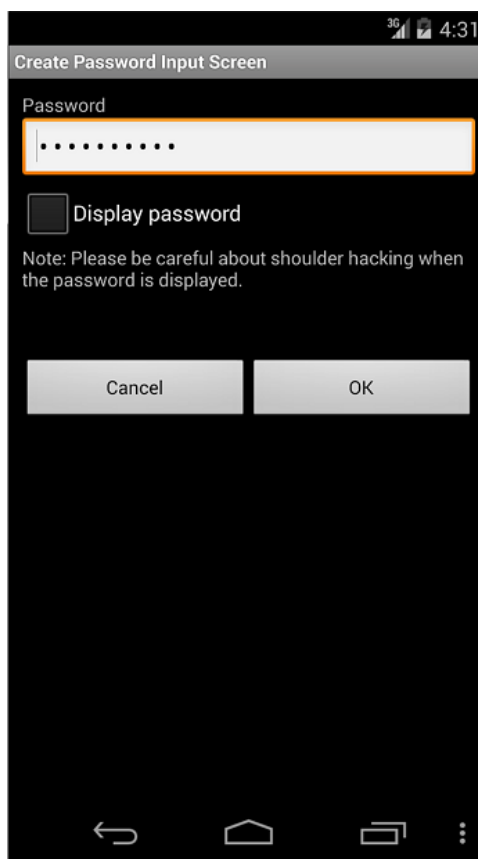 3G 4:31
Create Password Input Screen
Password
••••••••••
Display password
Note: Please be careful about shoulder hacking when
the password is displayed.
Cancel OK